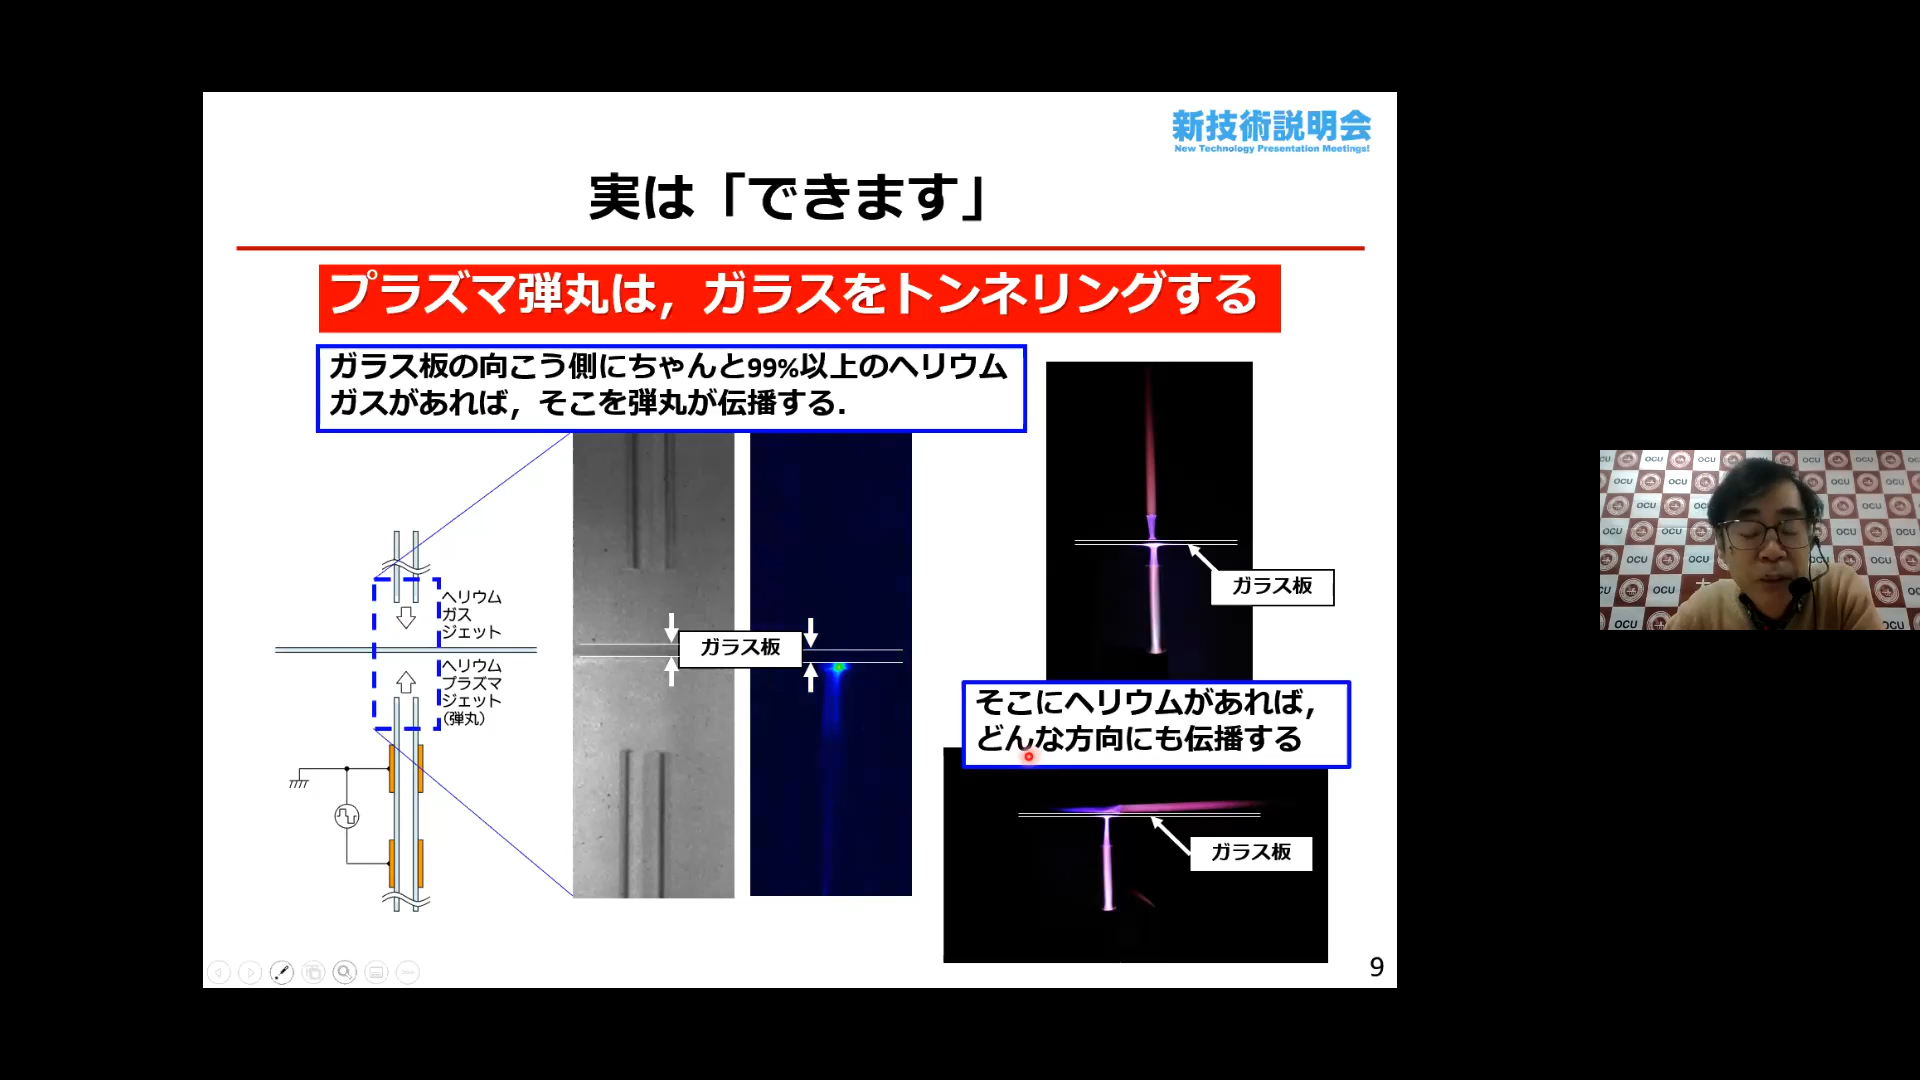 新技術説明会
New Technology Presentation Meetings!
実は「できます」
プラズマ弾丸は，ガラスをトンネリングする
ガラス板の向こう側にちゃんと99%以上のヘリウム
ガスがあれば，そこを弾丸が伝播する．
ヘリウム
ガス
ジェット
ヘリウム
プラズマ
ジェット
（弾丸）
ガラス板
ガラス板
そこにヘリウムがあれば，
どんな方向にも伝播する
ガラス板
9
OCU